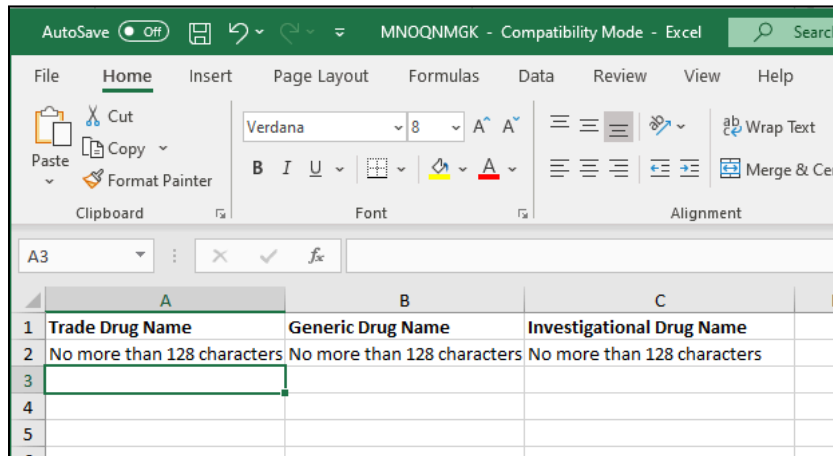 AutoSave Off MNOQNMGK - Compatibility Mode - Excel
File Home Insert Page Layout Formulas Data Review View Help
Cut
Copy
Format Painter
Paste
Verdana 8 A A
B I U A
ab Wrap Text
Merge &
Clipboard Font Alignment
A3 fx
A B C
1 Trade Drug Name Generic Drug Name Investigational Drug Name
2 No more than 128 characters No more than 128 characters No more than 128 characters
3
4
5